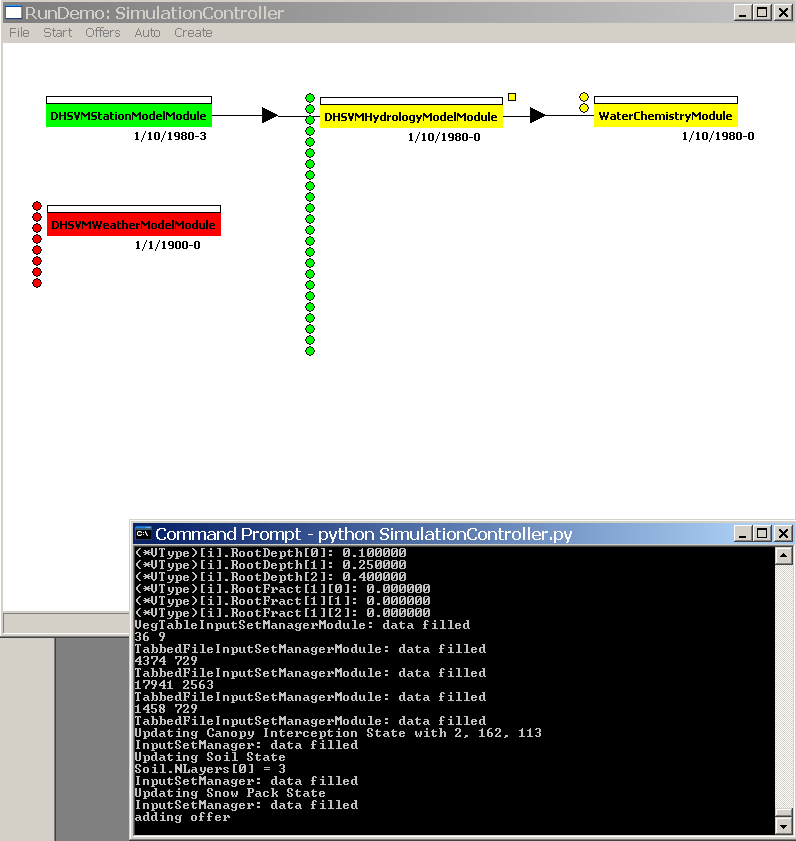 RunDemo: SimulationController
File Start Offers Auto Create
DHSVMStationModelModule
1/10/1980-3
DHSVMHydrologyModelModule
1/10/1980-0
WaterChemistryModule
1/10/1980-0
DHSVMWeatherModelModule
1/1/1900-0
C:\ Command Prompt - python SimulationController.py
(*VType)[i].RootDepth[0]: 0.100000
(*VType)[i].RootDepth[1]: 0.250000
(*VType)[i].RootDepth[2]: 0.400000
(*VType)[i].RootFract[1][0]: 0.000000
(*VType)[i].RootFract[1][1]: 0.000000
(*VType)[i].RootFract[1][2]: 0.000000
VegTableInputSetManagerModule: data filled
36 9
TabbedFileInputSetManagerModule: data filled
4374 729
TabbedFileInputSetManagerModule: data filled
17941 2563
TabbedFileInputSetManagerModule: data filled
1458 729
TabbedFileInputSetManagerModule: data filled
Updating Canopy Interception State with 2, 162, 113
InputSetManager: data filled
Updating Soil State
Soil.NLayers[0] = 3
InputSetManager: data filled
Updating Snow Pack State
InputSetManager: data filled
adding offer